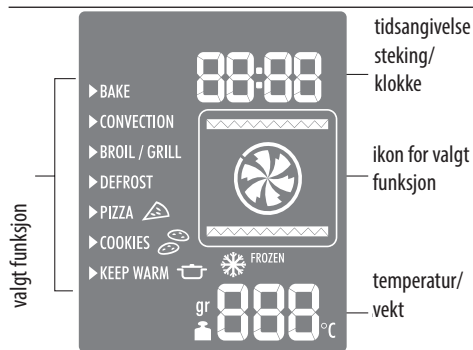 tidsangivelse
steking/
klokke
88:88
BAKE
CONVECTION
BROIL / GRILL
DEFROST
PIZZA
COOKIES
KEEP WARM
FROZEN
gr
888
°C
valgt funksjon
ikon for valgt
funksjon
temperatur/
vekt